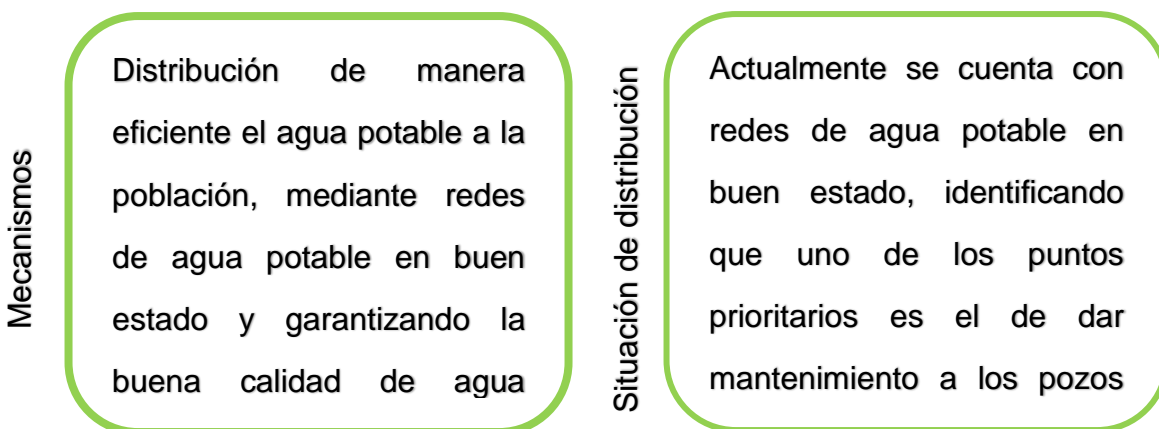 Mecanismos
Distribución de manera
eficiente el agua potable a la
población, mediante redes
de agua potable en buen
estado y garantizando la
buena calidad de agua
Situación de distribución
Actualmente se cuenta con
redes de agua potable en
buen estado, identificando
que uno de los puntos
prioritarios es el de dar
mantenimiento a los pozos